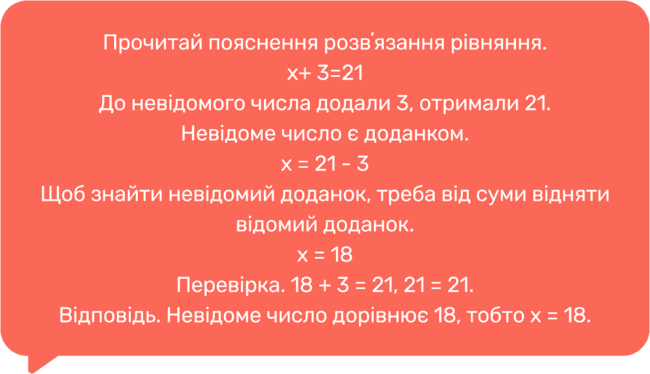 Прочитай пояснення розв’язання рівняння.
х+ 3=21
До невідомого числа додали 3, отримали 21.
Невідоме число є доданком.
х = 21 - 3
Щоб знайти невідомий доданок, треба від суми відняти
відомий доданок.
х = 18
Перевірка. 18 + 3 = 21, 21 = 21.
Відповідь. Невідоме число дорівнює 18, тобто х = 18.